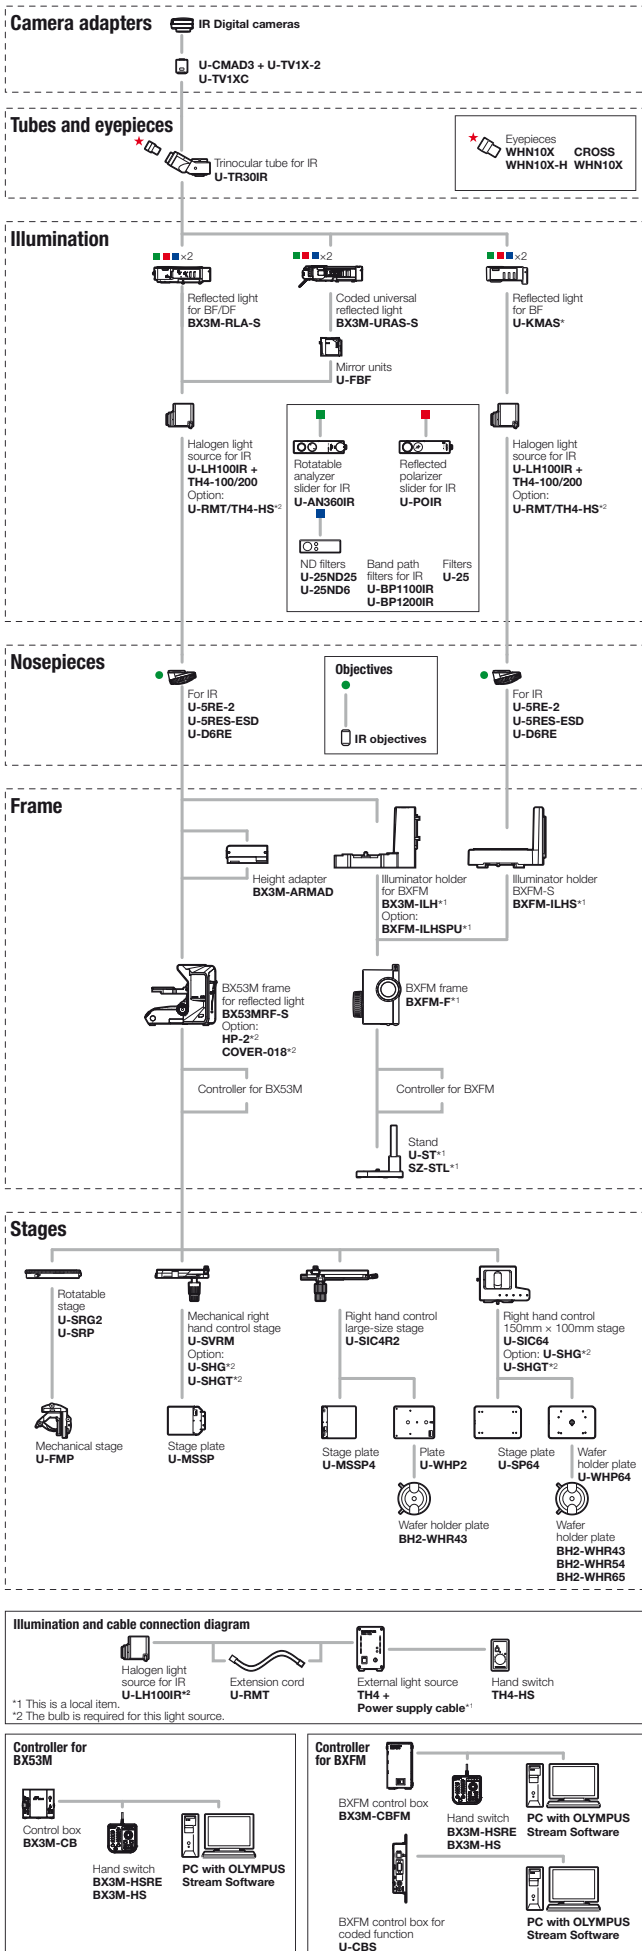 Camera adapters
IR Digital cameras
U-CMAD3 + U-TV1X-2
U-TV1XC
Tubes and eyepieces
Trinocular tube for IR
U-TR30IR
Eyepieces
WHN10X CROSS
WHN10X-H WHN10X
Illumination
×2
×2
×2
Reflected light
for BF/DF
BX3M-RLA-S
Coded universal
reflected light
BX3M-URAS-S
Reflected light
for BF
U-KMAS*
Mirror units
U-FBF
Halogen light
source for IR
U-LH100IR +
TH4-100/200
Option:
U-RMT/TH4-HS*2
Rotatable
analyzer
slider for IR
U-AN360IR
Reflected
polarizer
slider for IR
U-POIR
ND filters
U-25ND25
U-25ND6
Band path
filters for IR
U-BP1100IR
U-BP1200IR
Filters
U-25
Halogen light
source for IR
U-LH100IR +
TH4-100/200
Option:
U-RMT/TH4-HS*2
Nosepieces
For IR
U-5RE-2
U-5RES-ESD
U-D6RE
Objectives
IR objectives
For IR
U-5RE-2
U-5RES-ESD
U-D6RE
Frame
Height adapter
BX3M-ARMAD
Illuminator holder
for BXFM
BX3M-ILH*1
Option:
BXFM-ILHSPU*1
Illuminator holder
BXFM-S
BXFM-ILHS*1
BX53M frame
for reflected light
BX53MRF-S
Option:
HP-2*2
COVER-018*2
BXFM frame
BXFM-F*1
Controller for BX53M
Controller for BXFM
Stand
U-ST*1
SZ-STL*1
Stages
Rotatable
stage
U-SRG2
U-SRP
Mechanical right
hand control stage
U-SVRM
Option:
U-SHG*2
U-SHGT*2
Right hand control
large-size stage
U-SIC4R2
Right hand control
150mm × 100mm stage
U-SIC64
Option: U-SHG*2
U-SHGT*2
Mechanical stage
U-FMP
Stage plate
U-MSSP
Stage plate
U-MSSP4
Plate
U-WHP2
Stage plate
U-SP64
Wafer
holder plate
U-WHP64
Wafer holder plate
BH2-WHR43
Wafer
holder plate
BH2-WHR43
BH2-WHR54
BH2-WHR65
Illumination and cable connection diagram
Halogen light
source for IR
U-LH100IR*2
Extension cord
U-RMT
External light source
TH4 +
Power supply cable*1
Hand switch
TH4-HS
*1 This is a local item.
*2 The bulb is required for this light source.
Controller for
BX53M
Control box
BX3M-CB
Hand switch
BX3M-HSRE
BX3M-HS
PC with OLYMPUS
Stream Software
Controller
for BXFM
BXFM control box
BX3M-CBFM
Hand switch
BX3M-HSRE
BX3M-HS
PC with OLYMPUS
Stream Software
BXFM control box for
coded function
U-CBS
PC with OLYMPUS
Stream Software